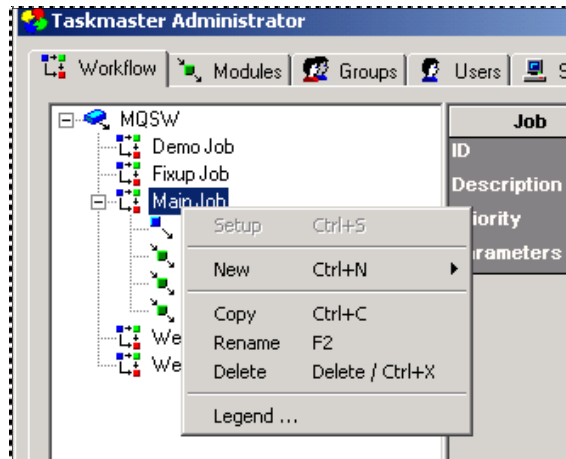 Taskmaster Administrator
Workflow Modules Groups Users S
MQSW
Demo Job
Fixup Job
Main Job
We
We
Setup Ctrl+S
New Ctrl+N
Copy Ctrl+C
Rename F2
Delete Delete / Ctrl+X
Legend ...
Job
ID
Description
iority
rameters